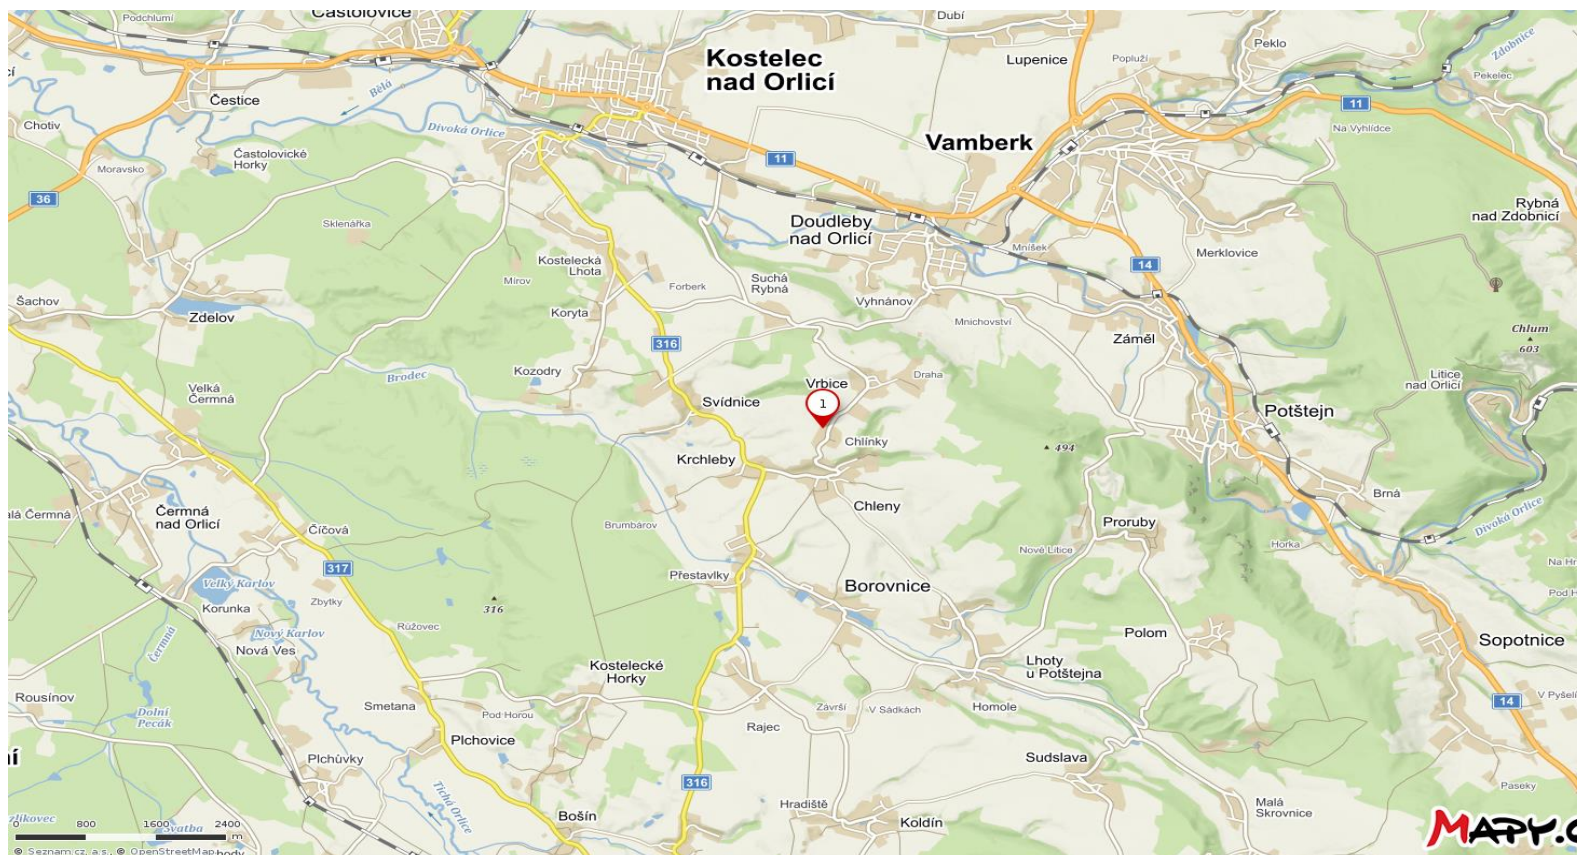 Častolovice
Podchlumí
Dubí
Peklo
Zdobnice
Kostelec
nad Orlicí
Lupenice
Popluží
Pekelec
Čestice
Bělá
11
Chotiv
Divoká Orlice
Na Vyhlídce
Vamberk
Častolovické
Horky
11
Moravsko
36
Rybná
nad Zdobnicí
Sklenářka
Doudleby
nad Orlicí
Mníšek
Merklovice
Kostelecká
Lhota
14
Mírov
Forberk
Suchá
Rybná
Vyhnánov
Šachov
Zdelov
Koryta
Mnichovství
Chlum
603
Záměl
316
Brodec
Kozodry
Velká
Čermná
Vrbice
Draha
Litice
nad Orlicí
Svídnice
1
Potštejn
Chlínky
494
Krchleby
Brná
Chleny
Čermná
nad Orlicí
Číčová
Brumbárov
Proruby
Divoká Orlice
Nové Litice
Horka
317
Přestavlky
Velký Karlov
Borovnice
Korunka
Zbytky
316
Růžovec
Nový Karlov
Čermná
Nová Ves
Polom
Sopotnice
Kostelecké
Horky
Lhoty
u Potštejna
Rousínov
Smetana
Pod Horou
Závrší
V Sádkách
Homole
14
V Pyšelí
Dolní
Pecák
Rajec
Plchovice
Plchůvky
Sudslava
316
Tichá Orlice
Paseky
Hradiště
Malá
Skrovnice
Bošín
Koldín
0 800 1600 2400
m
Svatba
© Seznam.cz, a.s., © OpenStreetMap